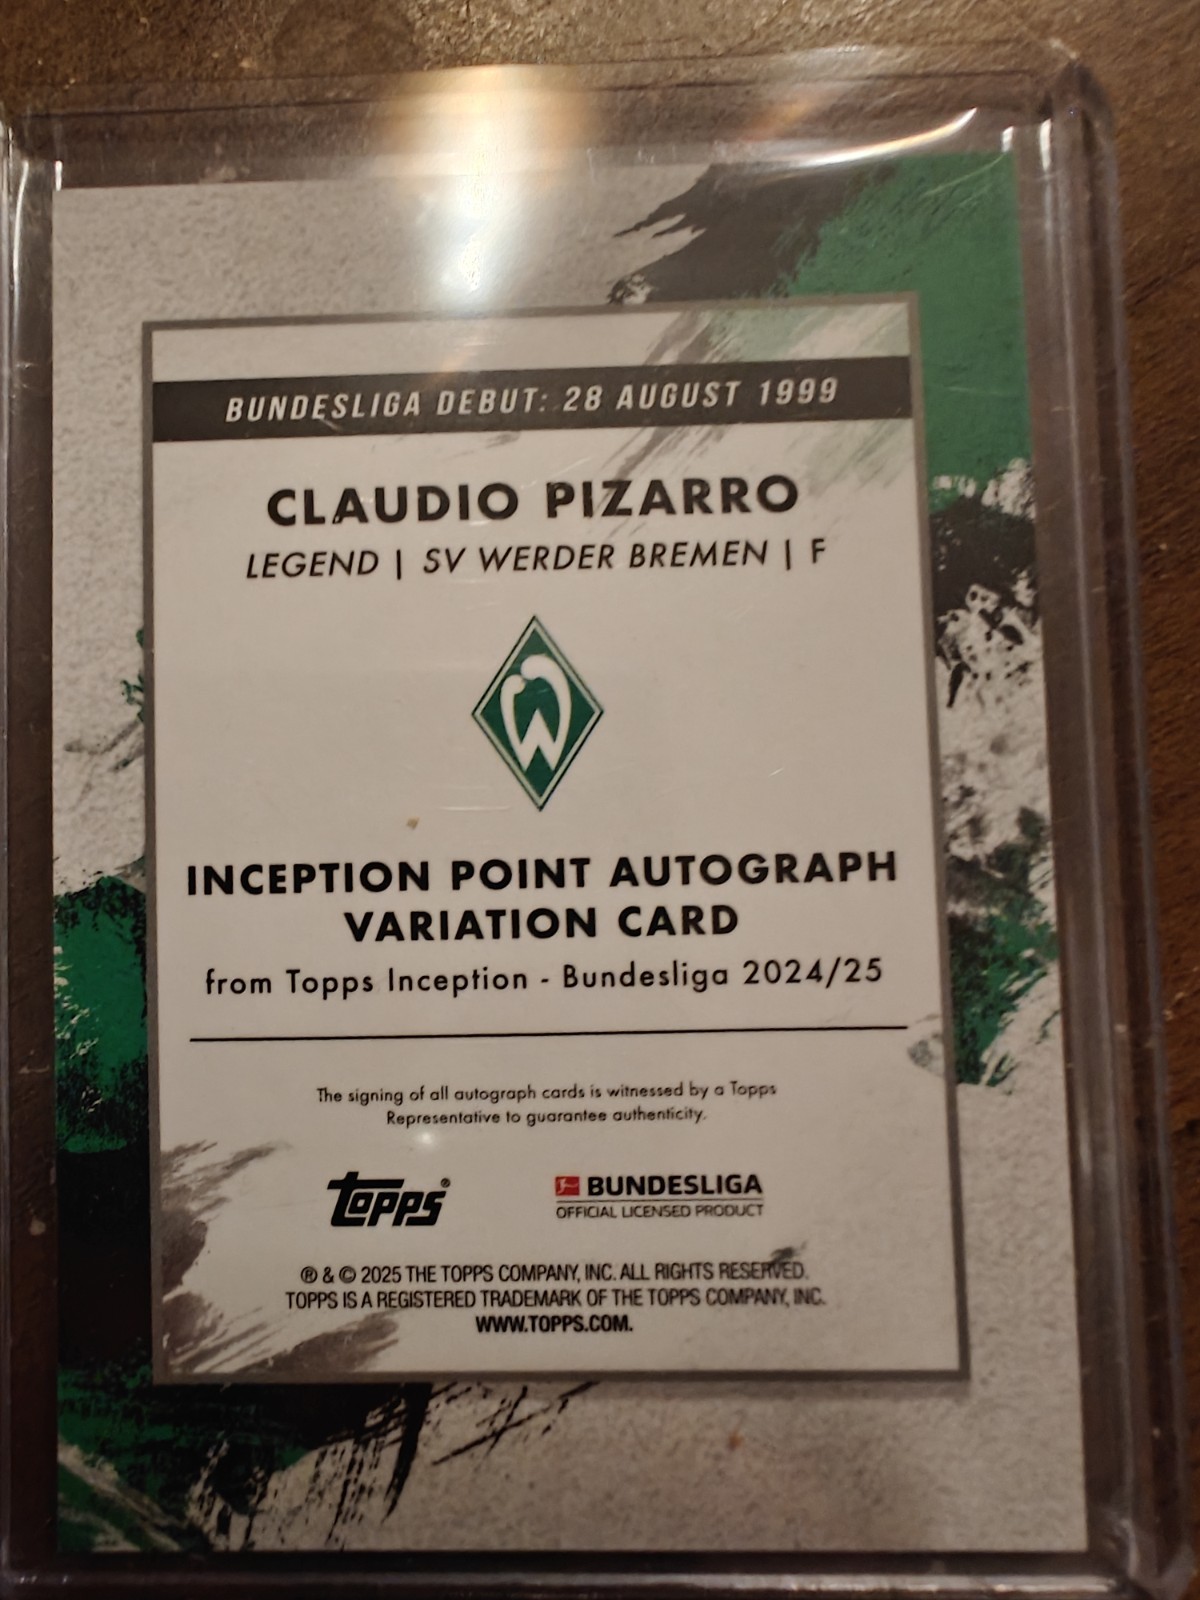 BUNDESLIGA DEBUT: 28 AUGUST 1999
CLAUDIO PIZARRO
LEGEND | SV WERDER BREMEN | F
W
INCEPTION POINT AUTOGRAPH
VARIATION CARD
from Topps Inception - Bundesliga 2024/25
The signing of all autograph cards is witnessed by a Topps
Representative to guarantee authenticity.
topps®
BUNDESLIGA
OFFICIAL LICENSED PRODUCT
® & © 2025 THE TOPPS COMPANY, INC. ALL RIGHTS RESERVED.
TOPPS IS A REGISTERED TRADEMARK OF THE TOPPS COMPANY, INC.
WWW.TOPPS.COM.